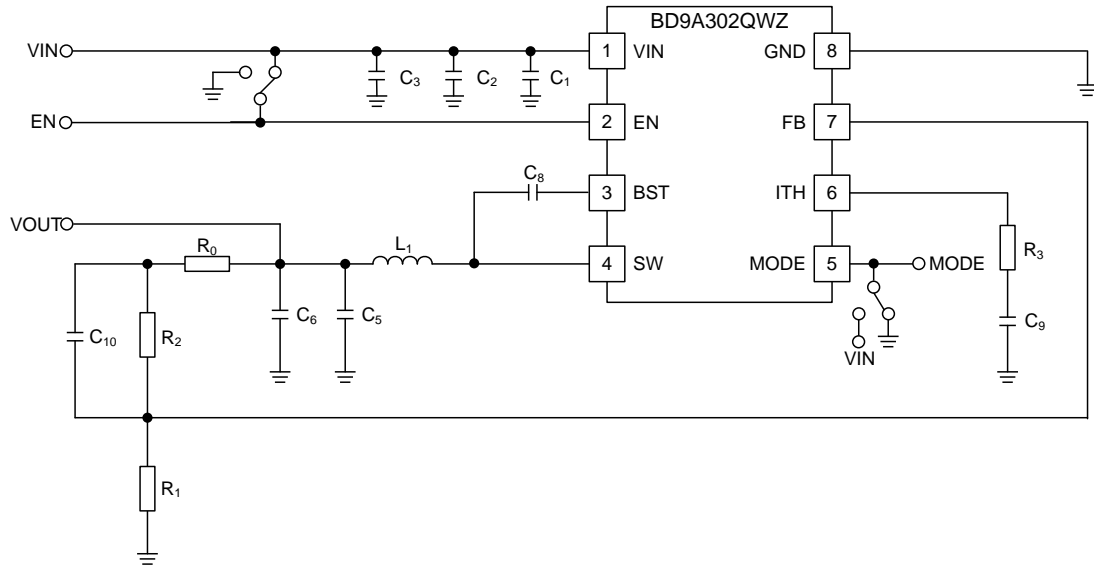 BD9A302QWZ
VIN
1
VIN
GND
8
C₃
C₂
C₁
EN
2
EN
FB
7
C₈
3
BST
ITH
6
VOUT
R₀
L₁
4
SW
MODE
5
MODE
R₃
C₁₀
R₂
C₆
C₅
C₉
VIN
R₁